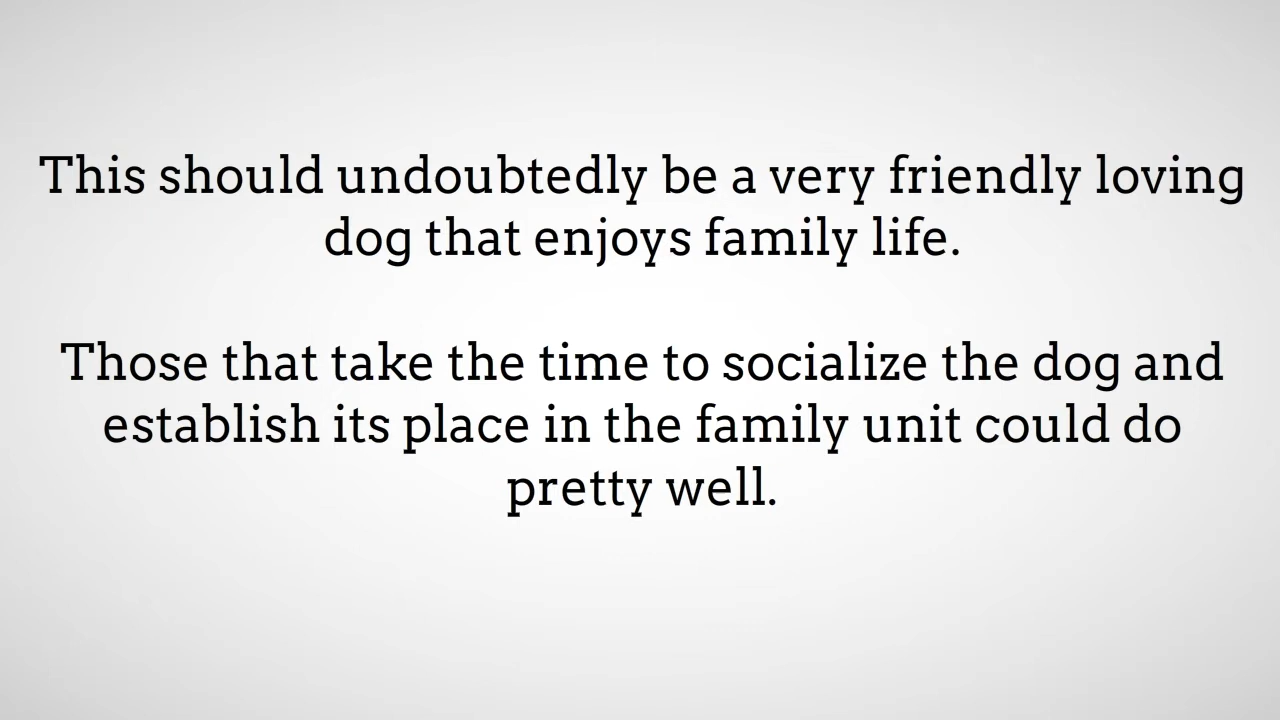 This should undoubtedly be a very friendly loving
dog that enjoys family life.
Those that take the time to socialize the dog and
establish its place in the family unit could do
pretty well.